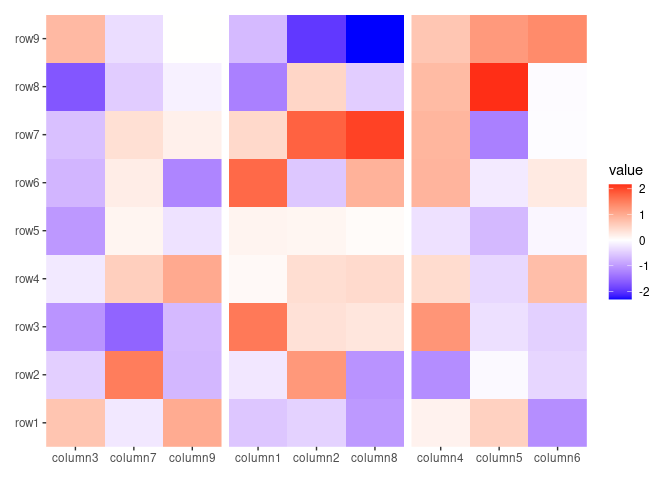 row9
row8
row7
row6
row5
row4
row3
row2
row1
column3 column7 column9 column1 column2 column8 column4 column5 column6
value
2
1
0
-1
-2